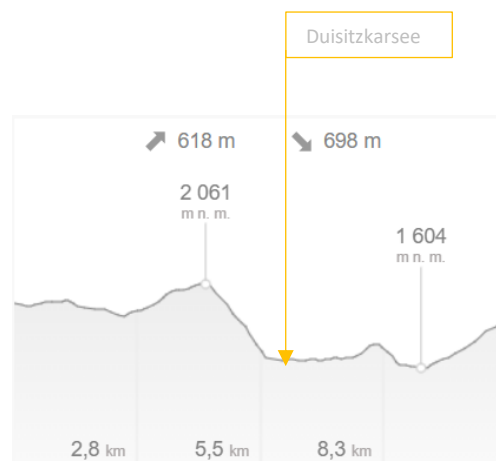 Duisitzkarsee
618 m 698 m
2 061
m n. m.
1 604
m n. m.
2,8 km 5,5 km 8,3 km